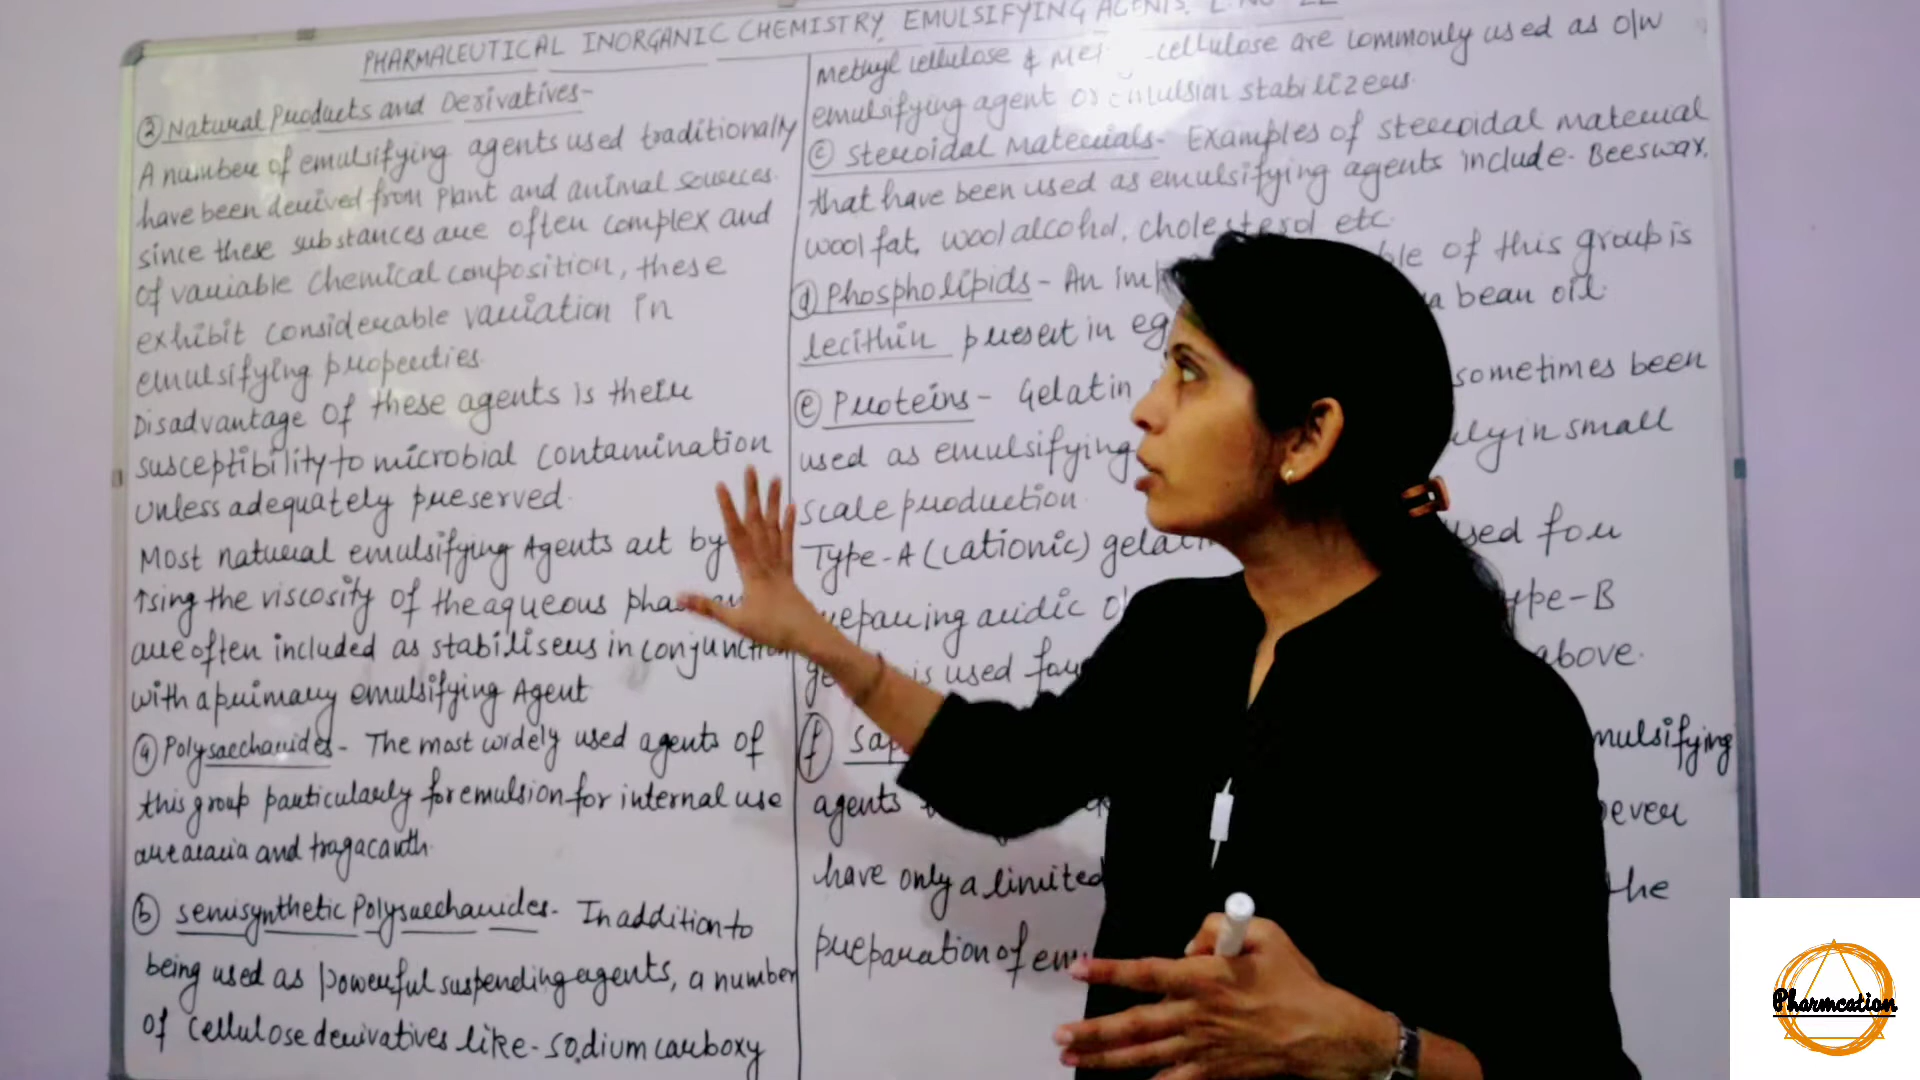 PHARMACEUTICAL INORGANIC CHEMISTRY, EMULSIFYING AGENTS.
② Natural Products and Derivatives-
A number of emulsifying agents used traditionally
have been derived from plant and animal sources.
since these substances are often complex and
of variable chemical composition, these
exhibit considerable variation in
emulsifying properties.
Disadvantage of these agents is their
susceptibility to microbial contamination
unless adequately preserved.
Most natural emulsifying Agents act by
↑sing the viscosity of the aqueous
are often included as stabilisers in conjunction
with a primary emulsifying Agent
ⓐ Polysaccharides - The most widely used agents of
this group particularly for emulsion for internal use
are acacia and tragacanth.
ⓑ semisynthetic Polysaccharides- In addition to
being used as powerful suspending agents, a number
of cellulose derivatives like- sodium carboxy
methyl cellulose & cellulose are commonly used as O/W
emulsifying agent or emulsion stabilizers.
ⓒ Steroidal Materials- Examples of steroidal material
that have been used as emulsifying agents include- Beeswax,
wool fat, wool alcohol, cholesterol etc.
ⓓ Phospholipids - An of this group is
lecithin present in bean oil.
ⓔ Proteins - Gelatin sometimes been
used as emulsifying in small
scale production.
Type-A (cationic) for
acidic Type-B
is used above.
ⓕ emulsifying
agents
have only a limited the
preparation of
Pharmcation